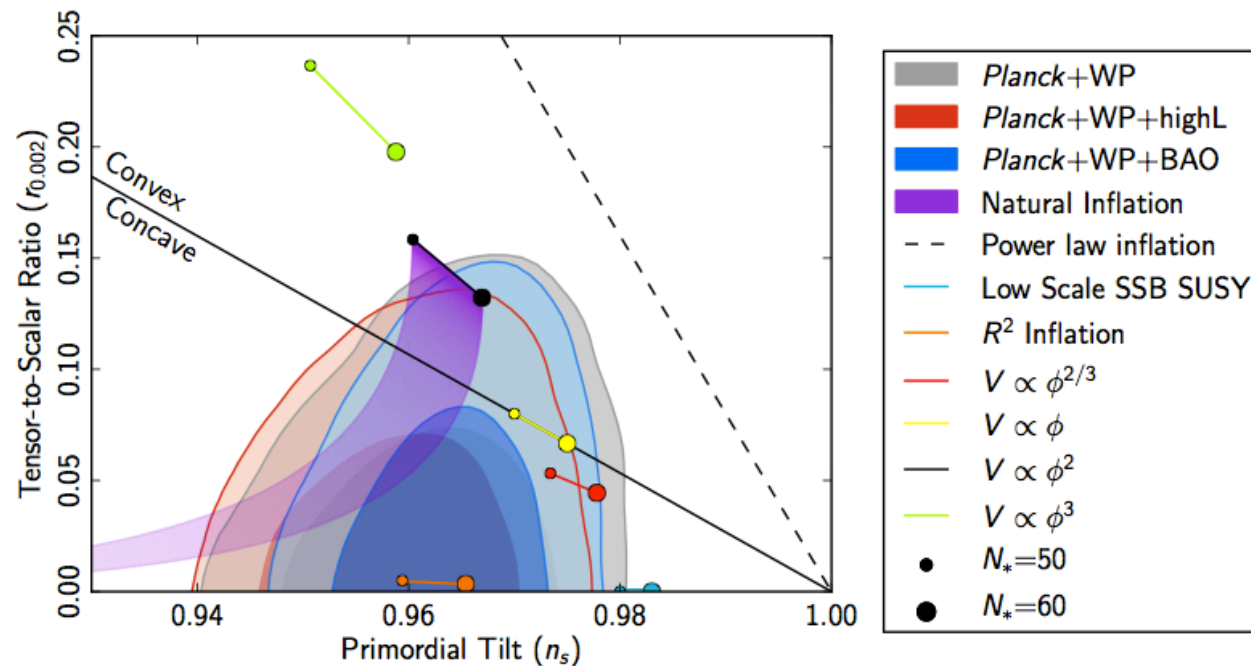 0.25
0.20
0.15
0.10
0.05
0.00
Tensor-to-Scalar Ratio (r₀.₀₀₂)
Convex
Concave
0.94
0.96
0.98
1.00
Primordial Tilt (nₛ)
Planck+WP
Planck+WP+highL
Planck+WP+BAO
Natural Inflation
Power law inflation
Low Scale SSB SUSY
R² Inflation
V ∝ ϕ²ᐟ³
V ∝ ϕ
V ∝ ϕ²
V ∝ ϕ³
N∗=50
N∗=60